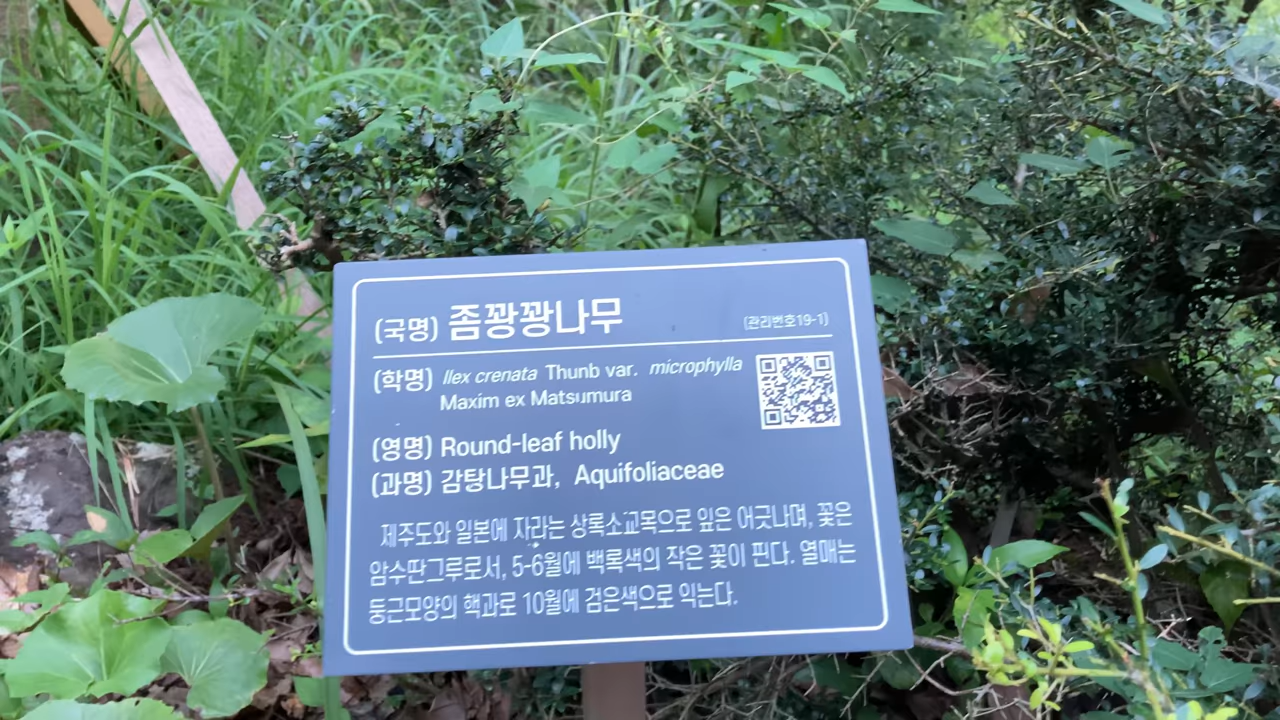 (국명) 좀꽝꽝나무
(관리번호19-1)
(학명) Ilex crenata Thunb var. microphylla
Maxim ex Matsumura
(영명) Round-leaf holly
(과명) 감탕나무과, Aquifoliaceae
제주도와 일본에 자라는 상록소교목으로 잎은 어긋나며, 꽃은
암수딴그루로서, 5-6월에 백록색의 작은 꽃이 핀다. 열매는
둥근모양의 핵과로 10월에 검은색으로 익는다.